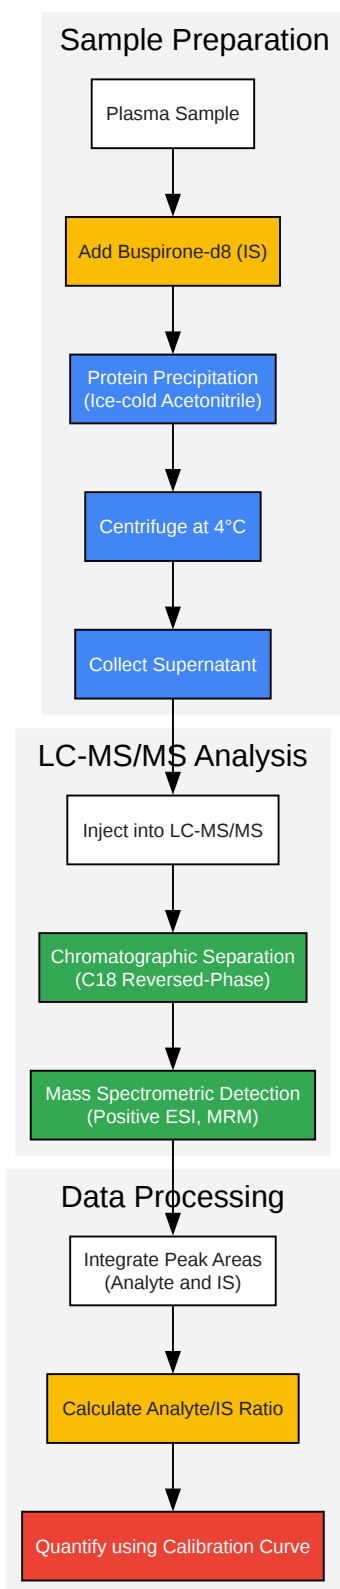 Sample Preparation
Plasma Sample
Add Buspirone-d8 (IS)
Protein Precipitation
(Ice-cold Acetonitrile)
Centrifuge at 4°C
Collect Supernatant
LC-MS/MS Analysis
Inject into LC-MS/MS
Chromatographic Separation
(C18 Reversed-Phase)
Mass Spectrometric Detection
(Positive ESI, MRM)
Data Processing
Integrate Peak Areas
(Analyte and IS)
Calculate Analyte/IS Ratio
Quantify using Calibration Curve